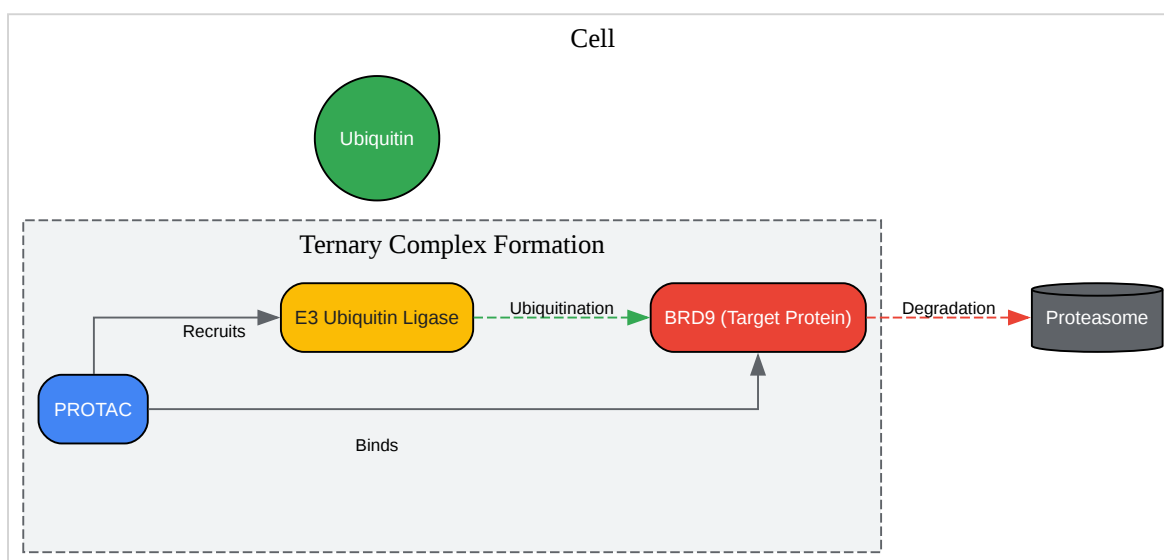 Cell
Ubiquitin
Ternary Complex Formation
E3 Ubiquitin Ligase
Ubiquitination
BRD9 (Target Protein)
Degradation
Proteasome
Recruits
PROTAC
Binds